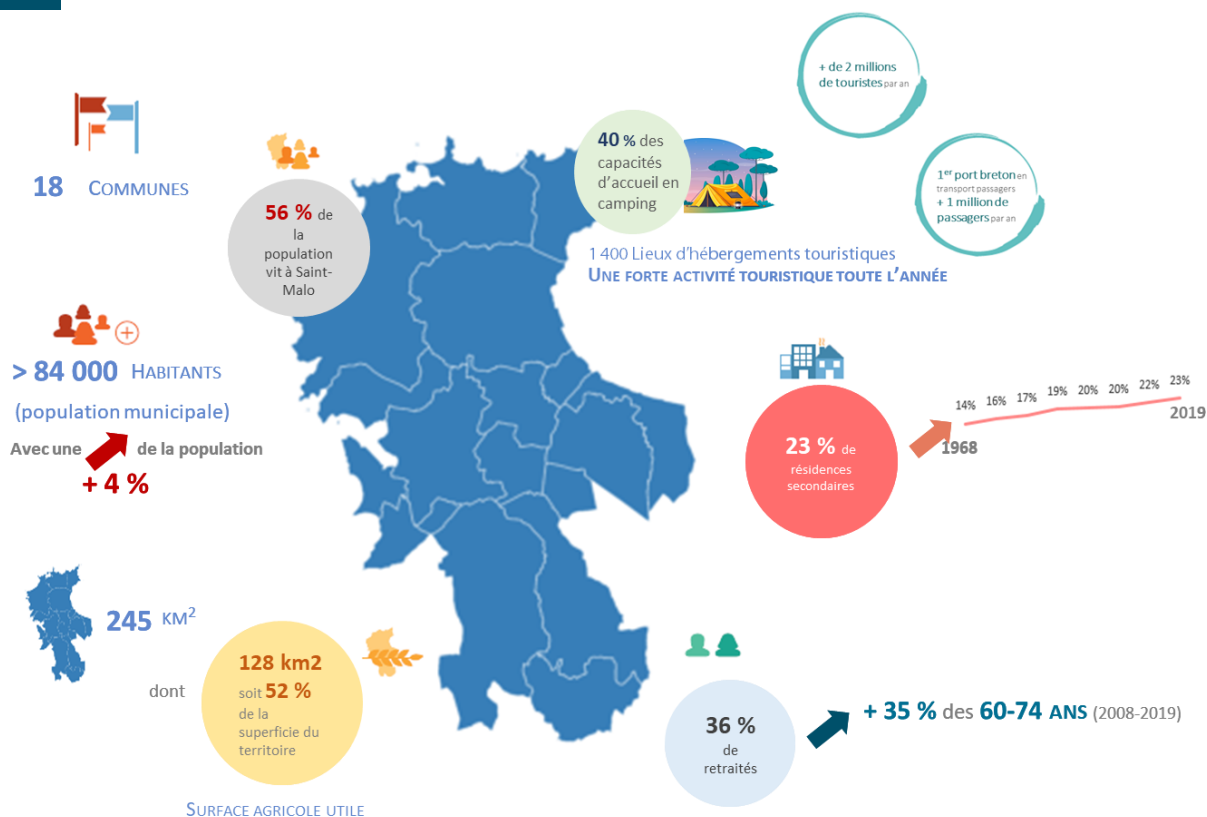 18 COMMUNES
56 % de
la
population
vit à Saint-
Malo
40 % des
capacités
d’accueil en
camping
+ de 2 millions
de touristes par an
1er port breton en
transport passagers
+ 1 million de
passagers par an
1 400 Lieux d’hébergements touristiques
UNE FORTE ACTIVITÉ TOURISTIQUE TOUTE L’ANNÉE
> 84 000 HABITANTS
(population municipale)
Avec une de la population
+ 4 %
23 % de
résidences
secondaires
14% 16% 17% 19% 20% 20% 22% 23%
1968 2019
245 KM2
dont
128 km2
soit 52 %
de la
superficie du
territoire
SURFACE AGRICOLE UTILE
36 %
de
retraités
+ 35 % des 60-74 ANS (2008-2019)